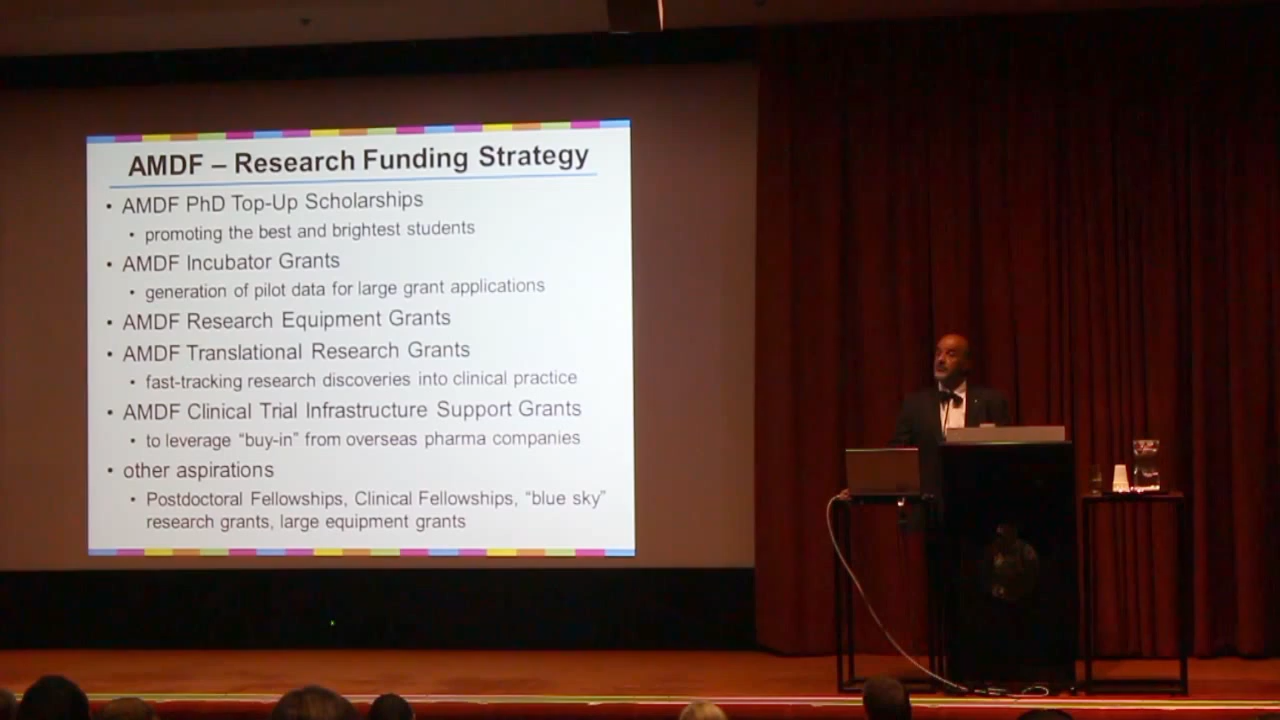 AMDF – Research Funding Strategy
• AMDF PhD Top-Up Scholarships
• promoting the best and brightest students
• AMDF Incubator Grants
• generation of pilot data for large grant applications
• AMDF Research Equipment Grants
• AMDF Translational Research Grants
• fast-tracking research discoveries into clinical practice
• AMDF Clinical Trial Infrastructure Support Grants
• to leverage “buy-in” from overseas pharma companies
• other aspirations
• Postdoctoral Fellowships, Clinical Fellowships, “blue sky”
research grants, large equipment grants